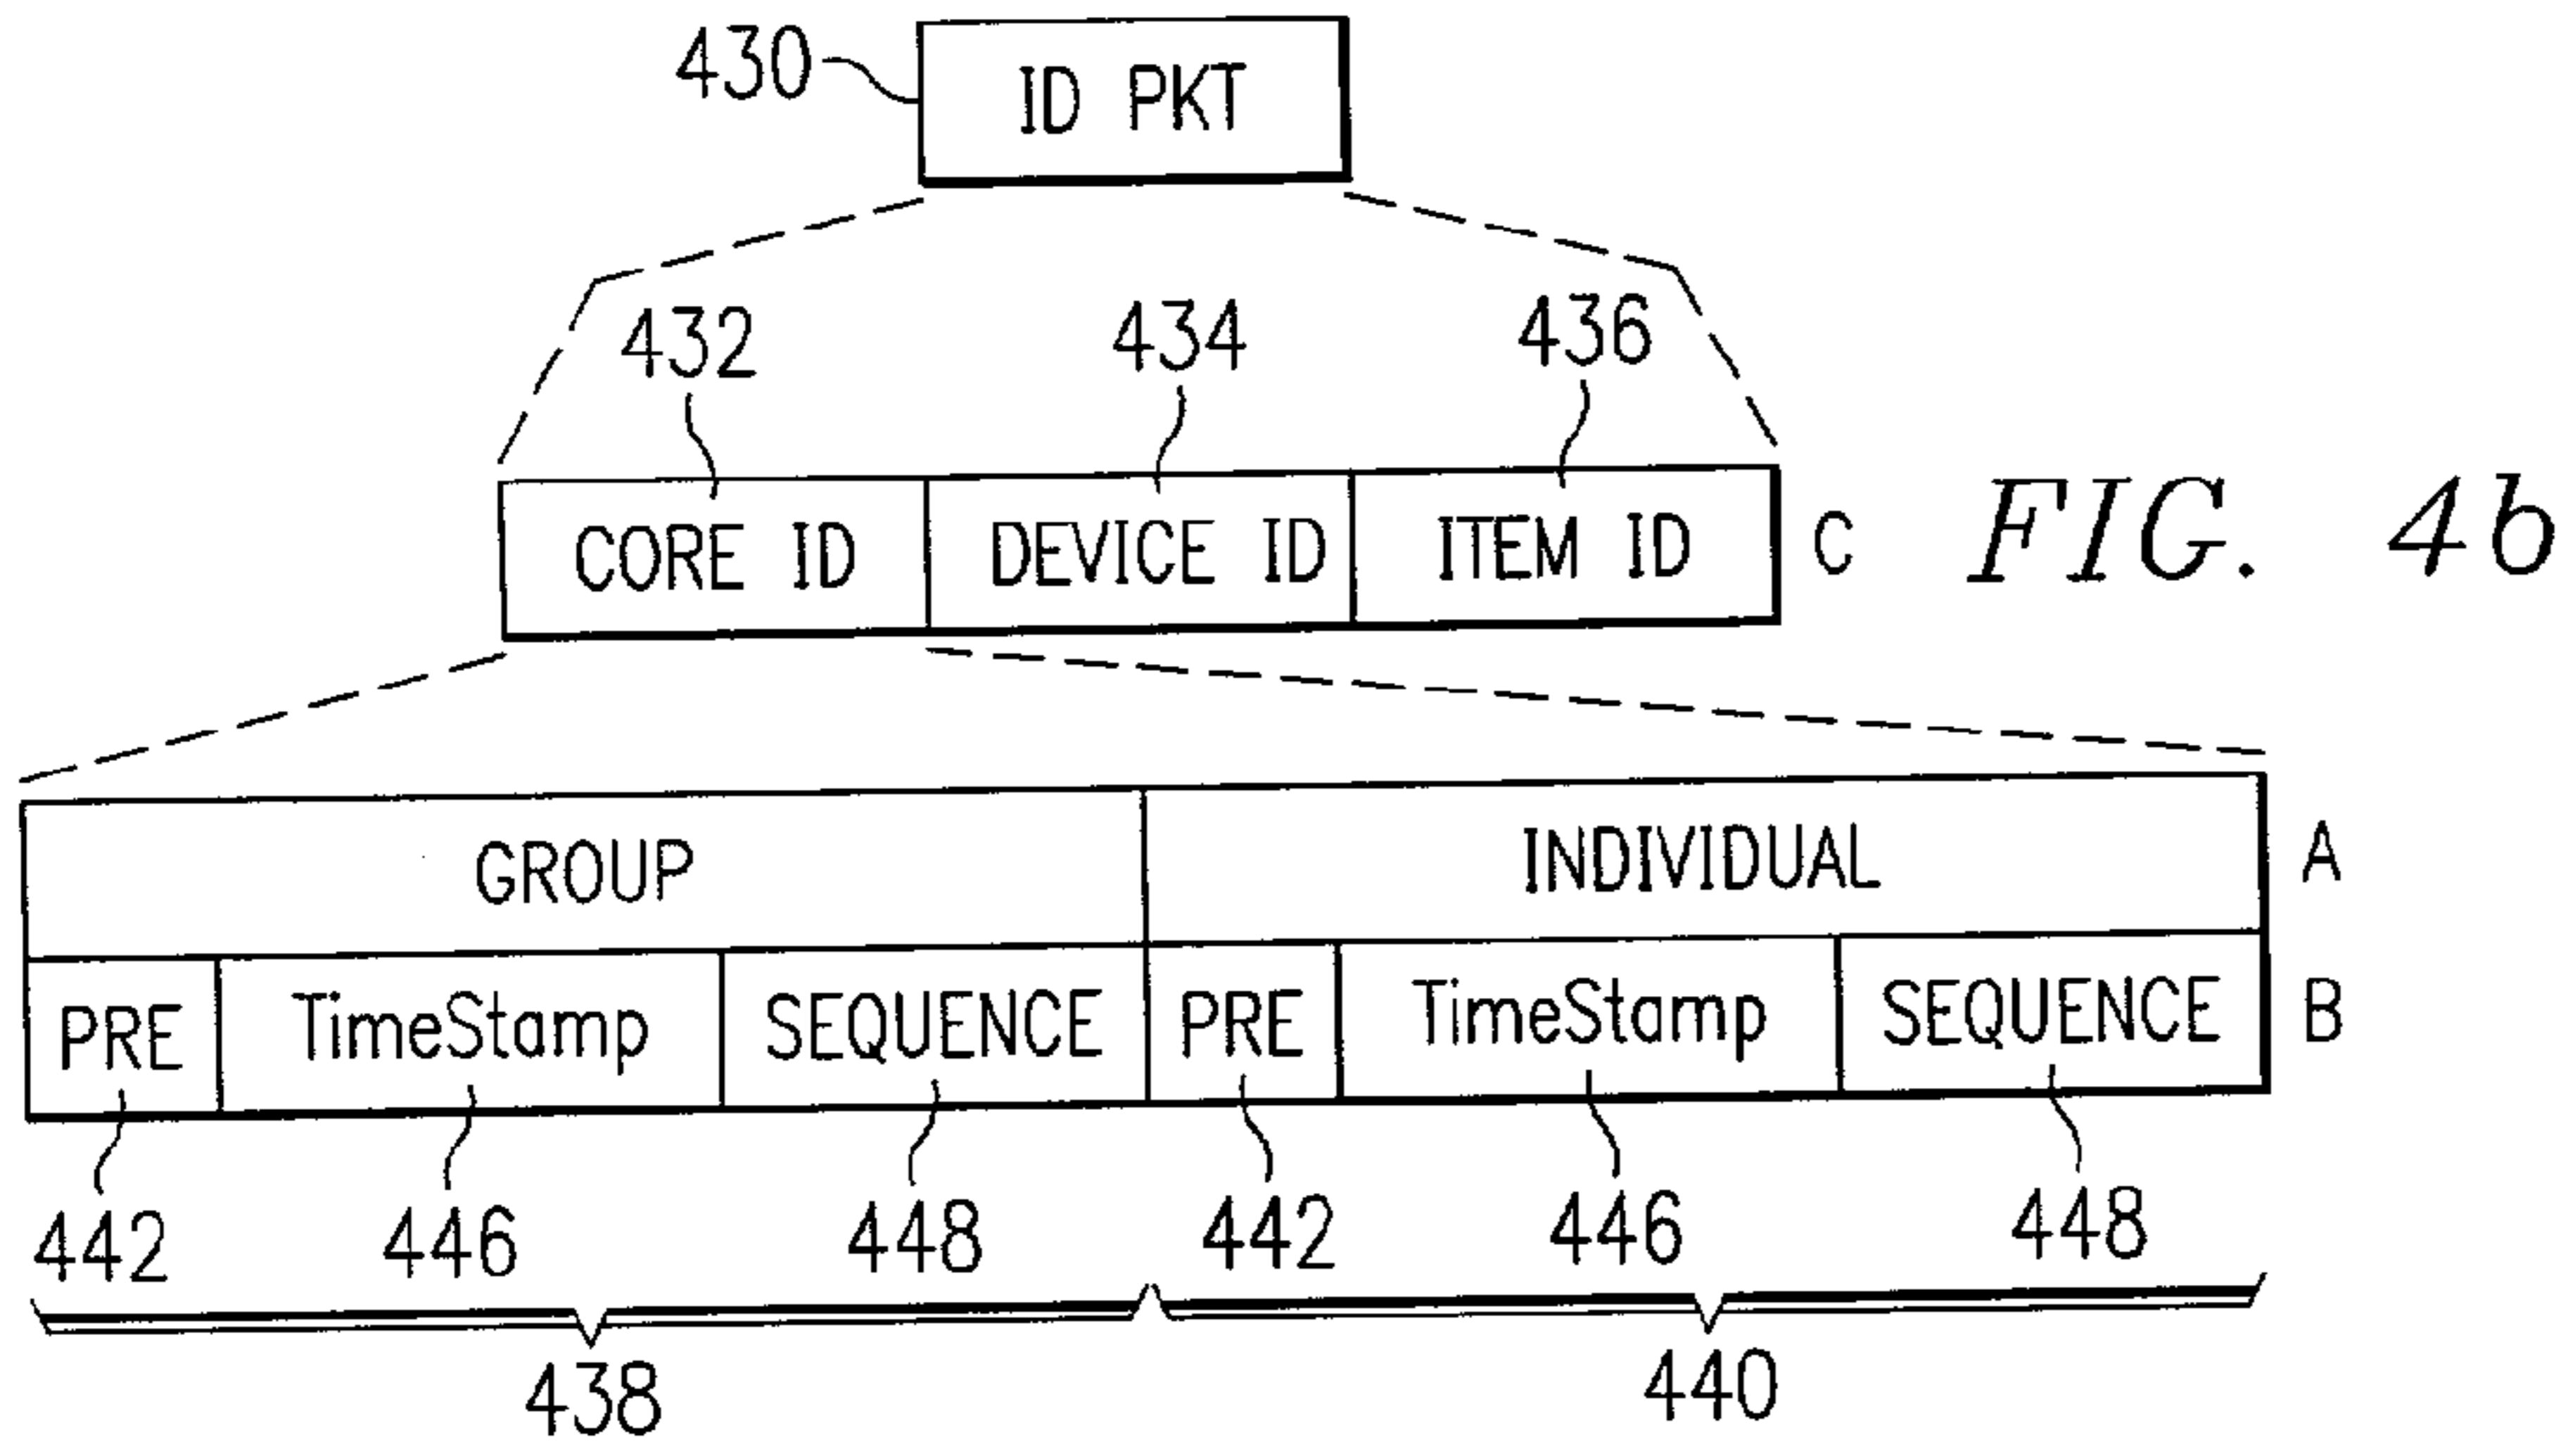 430 ID PKT
432 434 436
CORE ID DEVICE ID ITEM ID C
FIG. 4b
GROUP INDIVIDUAL A
PRE TimeStamp SEQUENCE PRE TimeStamp SEQUENCE B
442 446 448 442 446 448
438 440